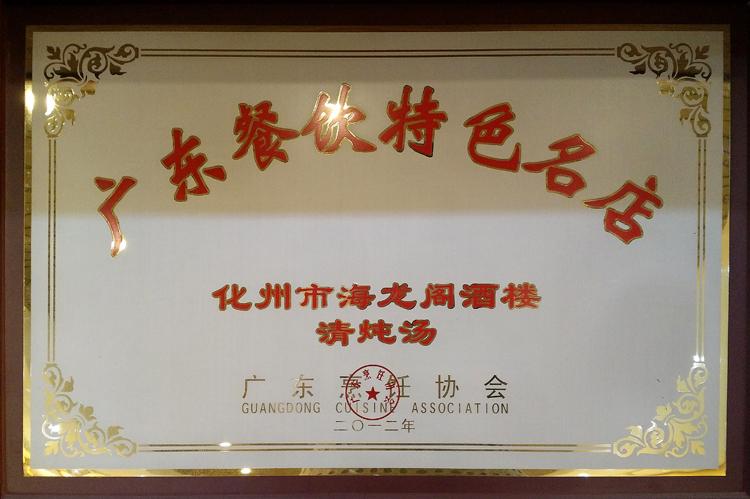 广东餐饮特色名店
化州市海龙阁酒楼
清炖汤
广东烹饪协会
GUANGDONG CUISINE ASSOCIATION
二〇一二年